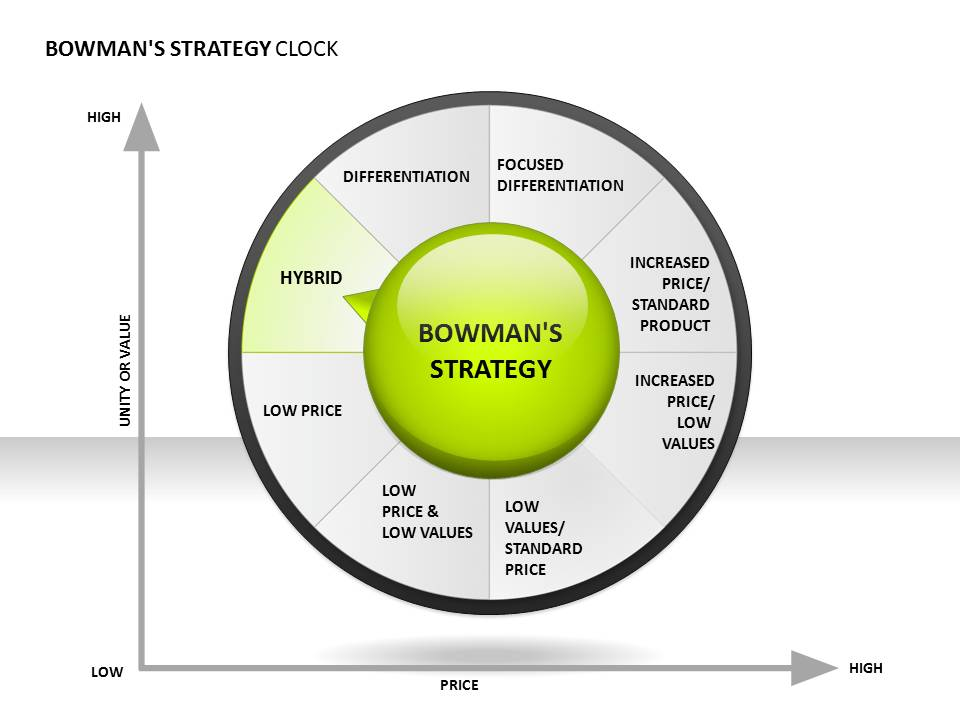 BOWMAN'S STRATEGY CLOCK
HIGH
DIFFERENTIATION
FOCUSED
DIFFERENTIATION
HYBRID
INCREASED
PRICE/
STANDARD
PRODUCT
BOWMAN'S
STRATEGY
UNITY OR VALUE
LOW PRICE
INCREASED
PRICE/
LOW
VALUES
LOW
PRICE &
LOW VALUES
LOW
VALUES/
STANDARD
PRICE
LOW
PRICE
HIGH